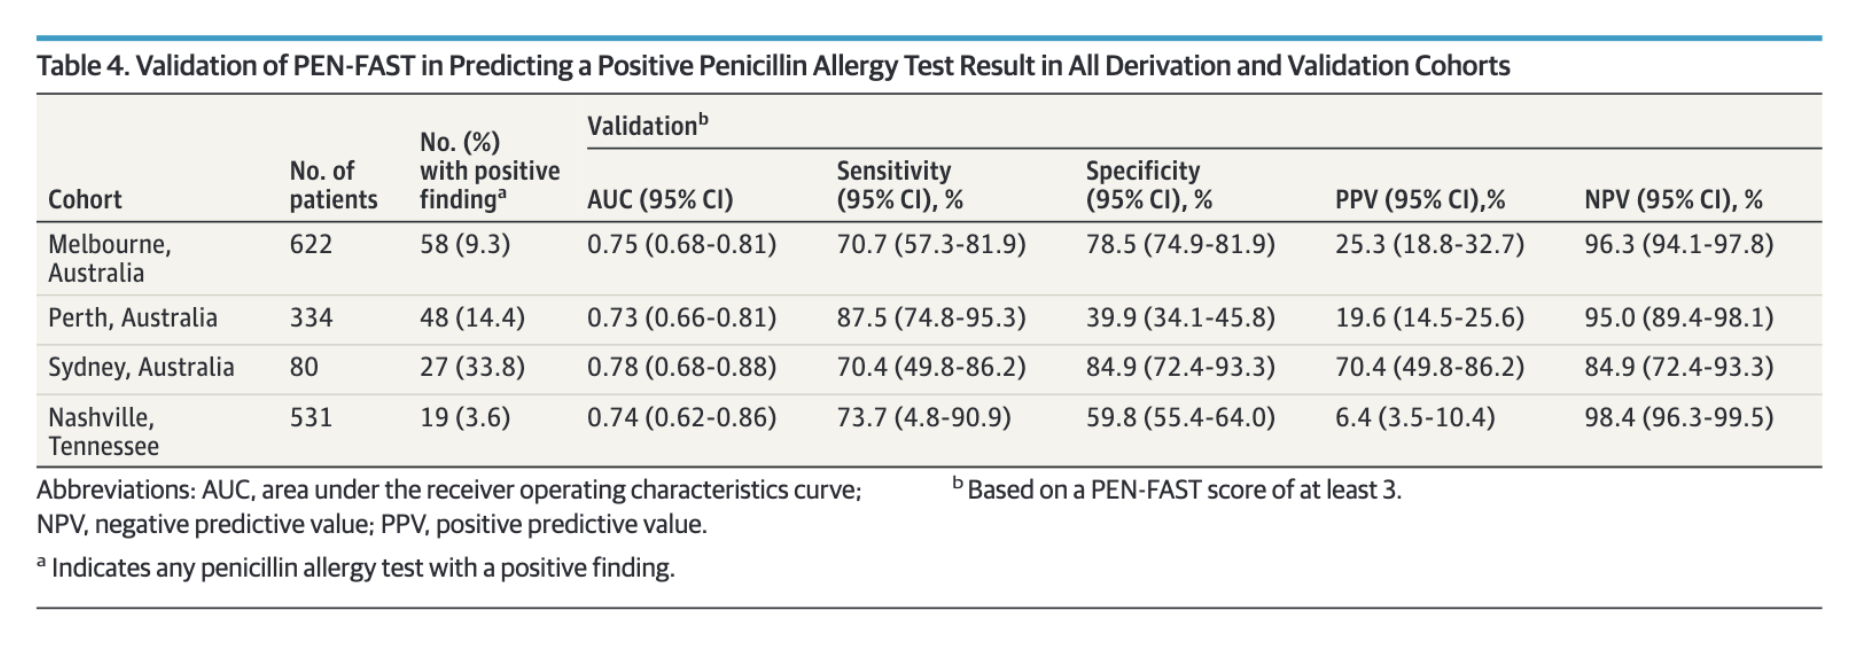 Table 4. Validation of PEN-FAST in Predicting a Positive Penicillin Allergy Test Result in All Derivation and Validation Cohorts
Cohort
No. of
patients
No. (%)
with positive
findingᵃ
Validationᵇ
AUC (95% CI)
Sensitivity
(95% CI), %
Specificity
(95% CI), %
PPV (95% CI),%
NPV (95% CI), %
Melbourne,
Australia
622
58 (9.3)
0.75 (0.68-0.81)
70.7 (57.3-81.9)
78.5 (74.9-81.9)
25.3 (18.8-32.7)
96.3 (94.1-97.8)
Perth, Australia
334
48 (14.4)
0.73 (0.66-0.81)
87.5 (74.8-95.3)
39.9 (34.1-45.8)
19.6 (14.5-25.6)
95.0 (89.4-98.1)
Sydney, Australia
80
27 (33.8)
0.78 (0.68-0.88)
70.4 (49.8-86.2)
84.9 (72.4-93.3)
70.4 (49.8-86.2)
84.9 (72.4-93.3)
Nashville,
Tennessee
531
19 (3.6)
0.74 (0.62-0.86)
73.7 (4.8-90.9)
59.8 (55.4-64.0)
6.4 (3.5-10.4)
98.4 (96.3-99.5)
Abbreviations: AUC, area under the receiver operating characteristics curve;
NPV, negative predictive value; PPV, positive predictive value.
ᵃ Indicates any penicillin allergy test with a positive finding.
ᵇ Based on a PEN-FAST score of at least 3.